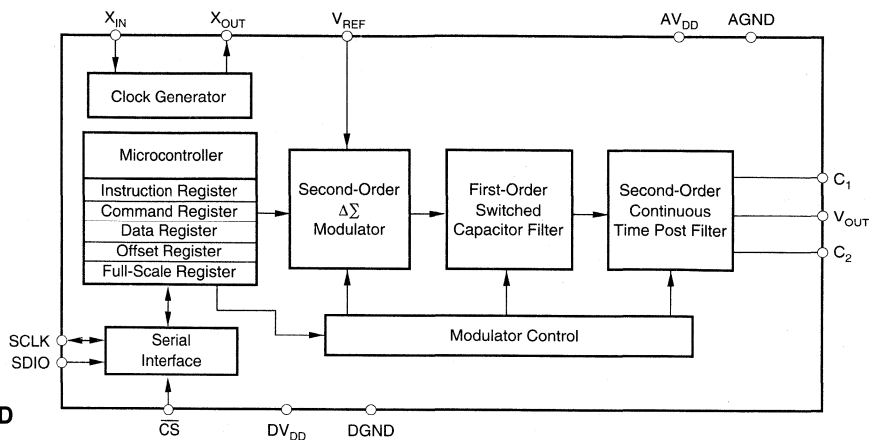 X_IN X_OUT V_REF AV_DD AGND
Clock Generator
Microcontroller
Instruction Register
Command Register
Data Register
Offset Register
Full-Scale Register
Second-Order
ΔΣ
Modulator
First-Order
Switched
Capacitor Filter
Second-Order
Continuous
Time Post Filter
C_1
V_OUT
C_2
Modulator Control
SCLK
SDIO
Serial
Interface
D
C̅S̅ DV_DD DGND